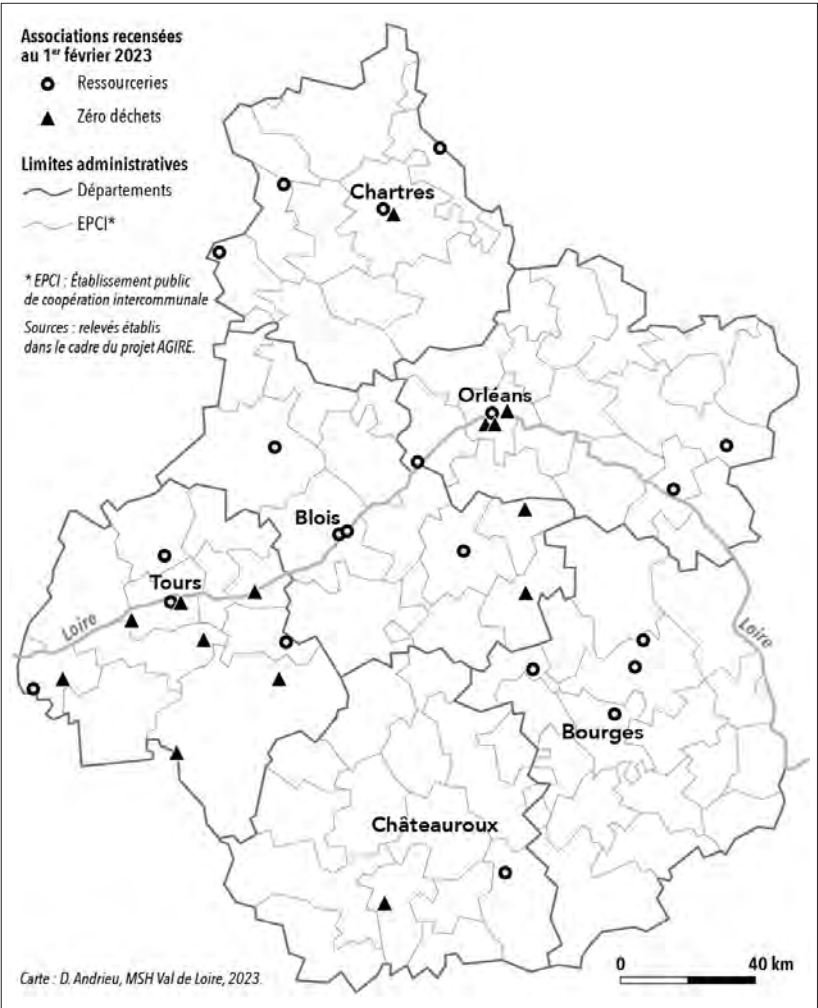 Associations recensées
au 1er février 2023
Ressourceries
Zéro déchets
Limites administratives
Départements
EPCI*
* EPCI : Établissement public
de coopération intercommunale
Sources : relevés établis
dans le cadre du projet AGIRE.
Chartres
Orléans
Blois
Tours
Loire
Loire
Bourges
Châteauroux
Carte : D. Andrieu, MSH Val de Loire, 2023.
0 40 km